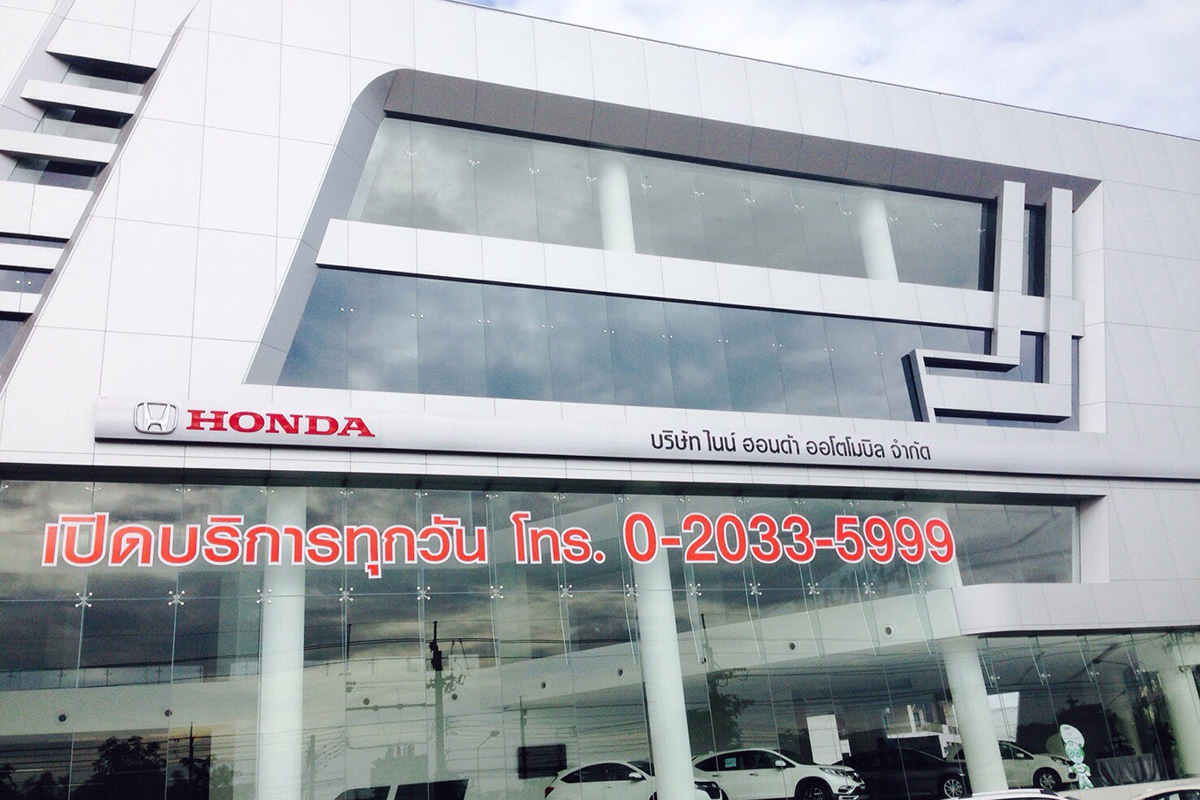 HONDA
บริษัท ไนน์ ฮอนด้า ออโตโมบิล จำกัด
เปิดบริการทุกวัน โทร. 0-2033-5999